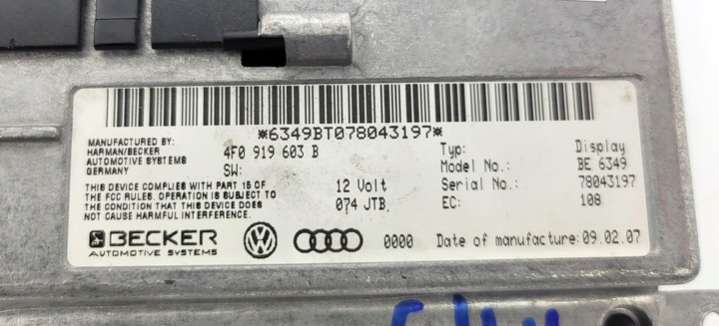 *6349BT078043197*
MANUFACTURED BY:
HARMAN/BECKER
AUTOMOTIVE SYSTEMS
GERMANY
4F0 919 603 B
SW:
Typ: Display
Model No.: BE 6349
Serial No.: 78043197
EC: 108
THIS DEVICE COMPLIES WITH PART 15 OF
THE FCC RULES. OPERATION IS SUBJECT TO
THE CONDITION THAT THIS DEVICE DOES
NOT CAUSE HARMFUL INTERFERENCE.
12 Volt
074 JTB
BECKER
AUTOMOTIVE SYSTEMS
0000 Date of manufacture: 09.02.07